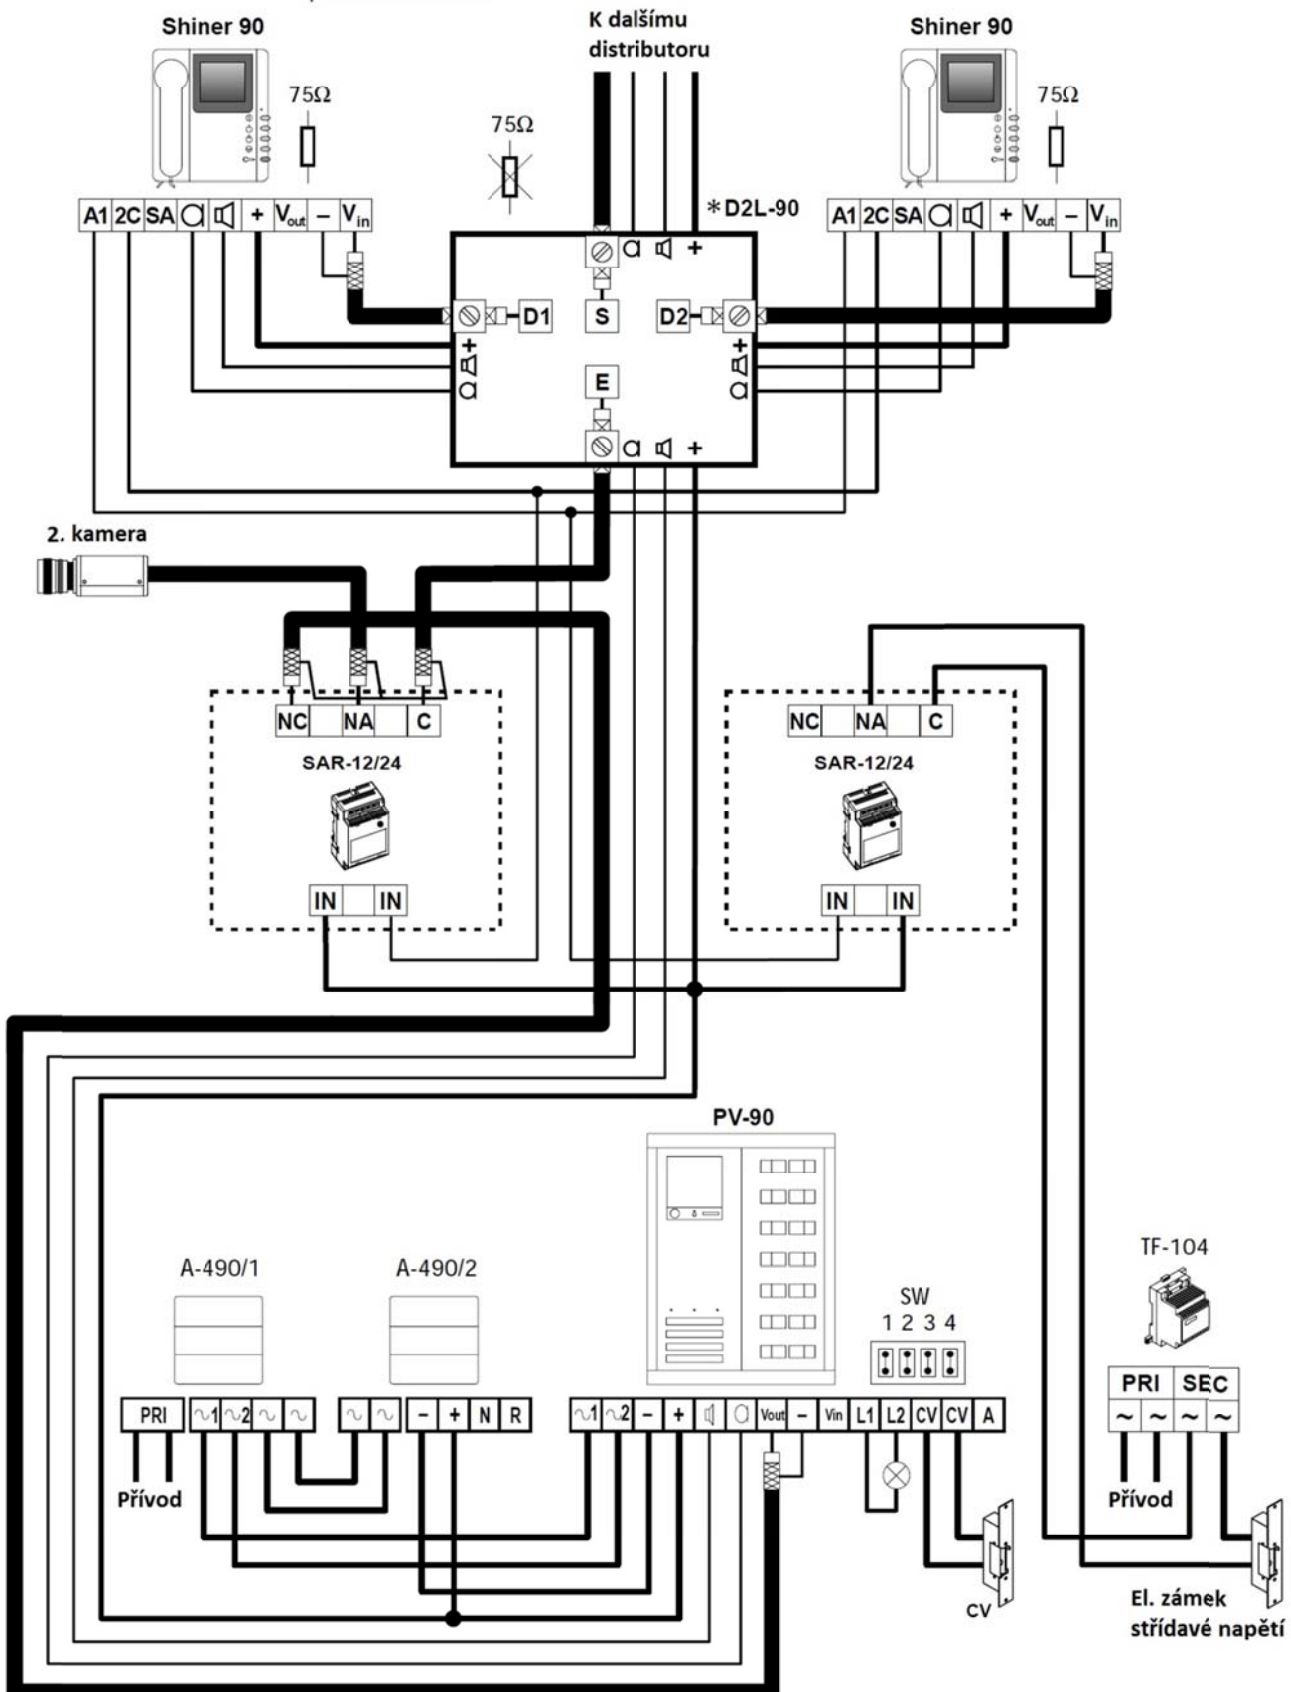 Shiner 90
K dalšímu
distributoru
Shiner 90
75Ω
75Ω
75Ω
A1 2C SA + Vout – Vin
*D2L-90
A1 2C SA + Vout – Vin
+
D1 S D2
+ +
E
+
2. kamera
NC NA C
NC NA C
SAR-12/24
SAR-12/24
IN IN
IN IN
PV-90
A-490/1
A-490/2
SW
1 2 3 4
TF-104
PRI ~1 ~2 ~ ~
~ ~ – + N R
~1 ~2 – + Vout – Vin L1 L2 CV CV A
PRI SEC
~ ~ ~ ~
Přívod
Přívod
CV
El. zámek
střídavé napětí